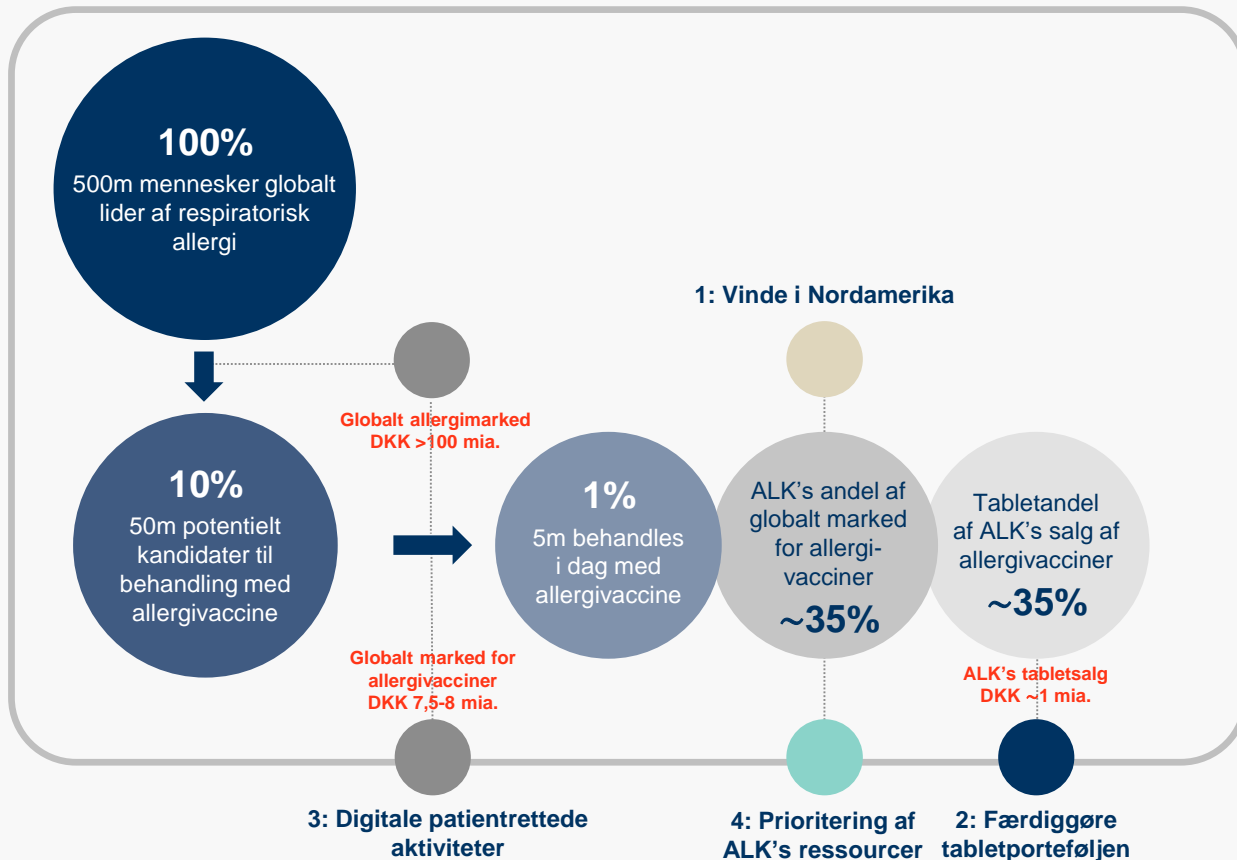 100%
500m mennesker globalt
lider af respiratorisk
allergi
1: Vinde i Nordamerika
Globalt allergimarked
DKK >100 mia.
10%
50m potentielt
kandidater til
behandling med
allergivaccine
1%
5m behandles
i dag med
allergivaccine
ALK's andel af
globalt marked
for allergi-
vacciner
~35%
Tabletandel
af ALK's salg af
allergivacciner
~35%
Globalt marked for
allergivacciner
DKK 7,5-8 mia.
ALK's tabletsalg
DKK ~1 mia.
3: Digitale patientrettede
aktiviteter
4: Prioritering af
ALK's ressourcer
2: Færdiggøre
tabletporteføljen